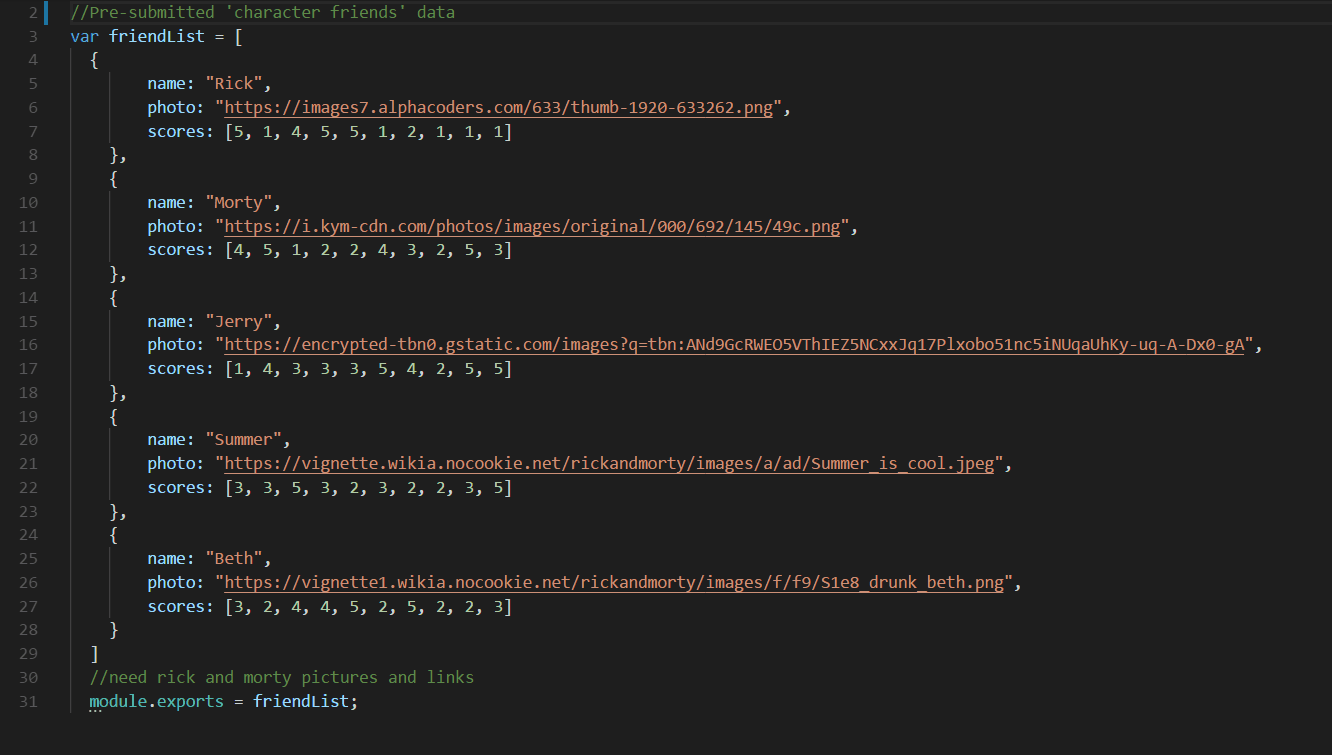 2 //Pre-submitted 'character friends' data
3 var friendList = [
4 {
5 name: "Rick",
6 photo: "https://images7.alphacoders.com/633/thumb-1920-633262.png",
7 scores: [5, 1, 4, 5, 5, 1, 2, 1, 1, 1]
8 },
9 {
10 name: "Morty",
11 photo: "https://i.kym-cdn.com/photos/images/original/000/692/145/49c.png",
12 scores: [4, 5, 1, 2, 2, 4, 3, 2, 5, 3]
13 },
14 {
15 name: "Jerry",
16 photo: "https://encrypted-tbn0.gstatic.com/images?q=tbn:ANd9GcRWEO5VThIEZ5NCxxJq17Plxobo51nc5iNUqaUhKy-uq-A-Dx0-gA",
17 scores: [1, 4, 3, 3, 3, 5, 4, 2, 5, 5]
18 },
19 {
20 name: "Summer",
21 photo: "https://vignette.wikia.nocookie.net/rickandmorty/images/a/ad/Summer_is_cool.jpeg",
22 scores: [3, 3, 5, 3, 2, 3, 2, 2, 3, 5]
23 },
24 {
25 name: "Beth",
26 photo: "https://vignette1.wikia.nocookie.net/rickandmorty/images/f/f9/S1e8_drunk_beth.png",
27 scores: [3, 2, 4, 4, 5, 2, 5, 2, 2, 3]
28 }
29 ]
30 //need rick and morty pictures and links
31 module.exports = friendList;